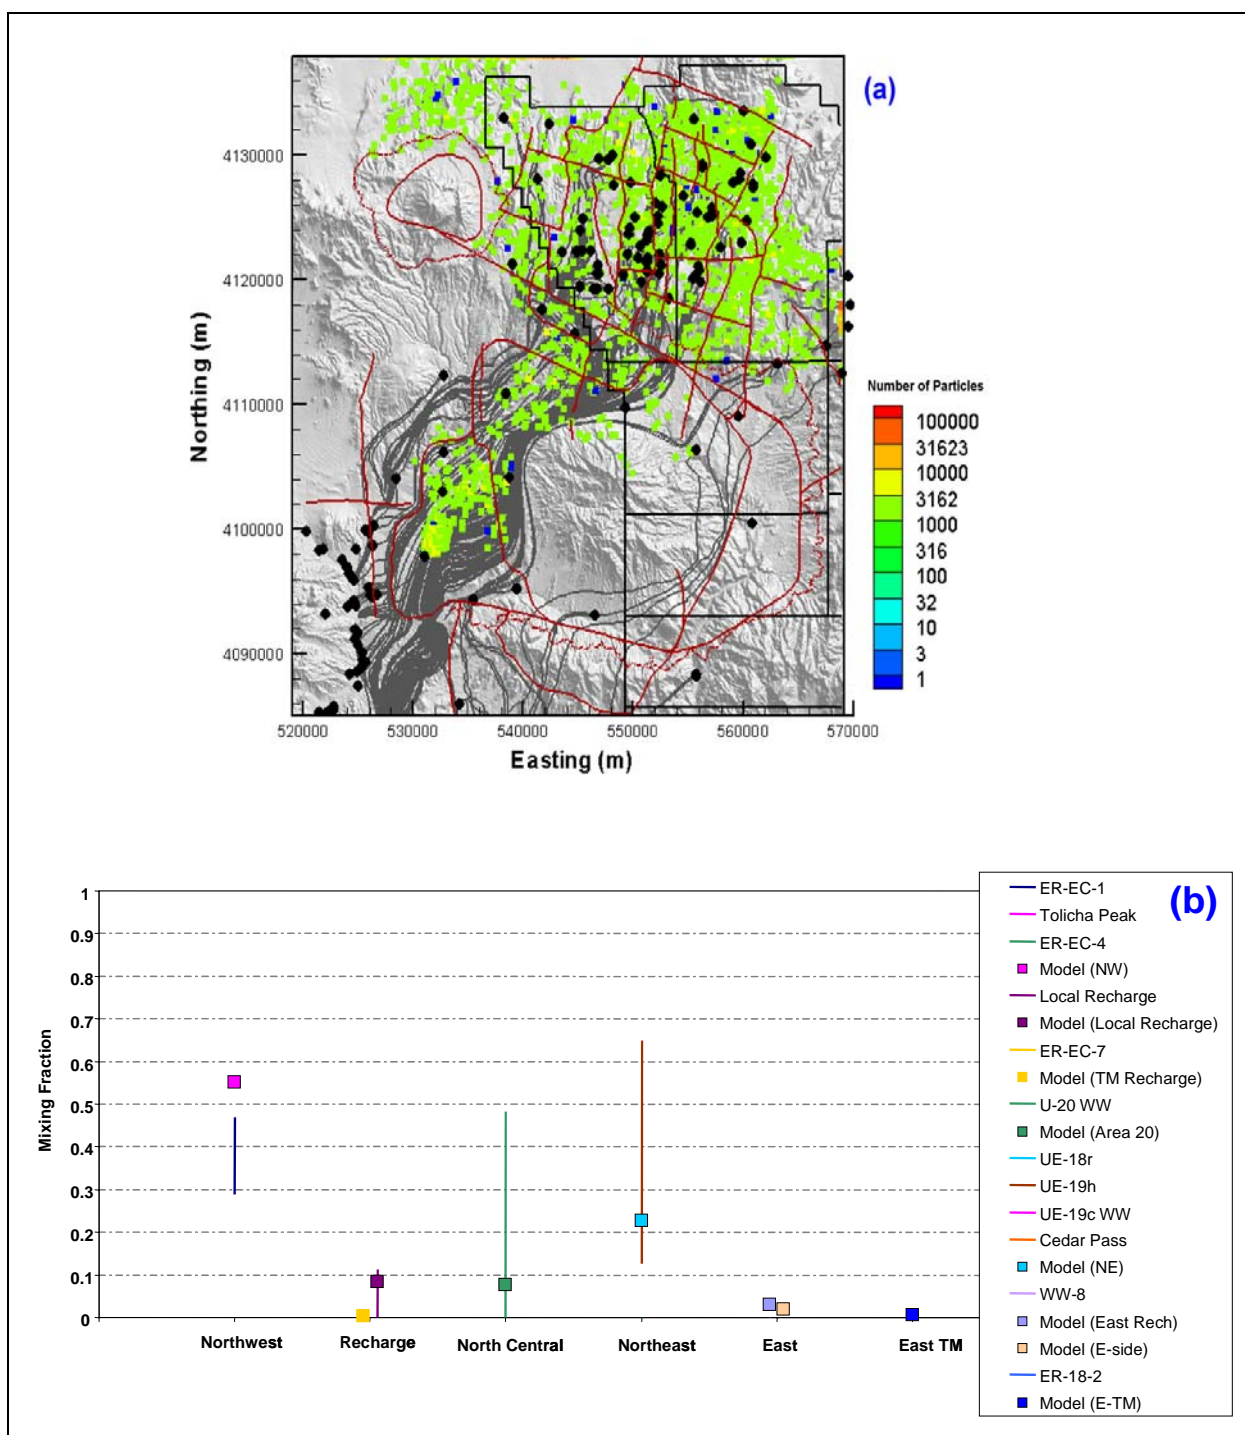 (a)
Northing (m)
4130000
4120000
4110000
4100000
4090000
520000 530000 540000 550000 560000 570000
Easting (m)
Number of Particles
100000
31623
10000
3162
1000
316
100
32
10
3
1
(b)
Mixing Fraction
1
0.9
0.8
0.7
0.6
0.5
0.4
0.3
0.2
0.1
0
Northwest Recharge North Central Northeast East East TM
ER-EC-1
Tolicha Peak
ER-EC-4
Model (NW)
Local Recharge
Model (Local Recharge)
ER-EC-7
Model (TM Recharge)
U-20 WW
Model (Area 20)
UE-18r
UE-19h
UE-19c WW
Cedar Pass
Model (NE)
WW-8
Model (East Rech)
Model (E-side)
ER-18-2
Model (E-TM)